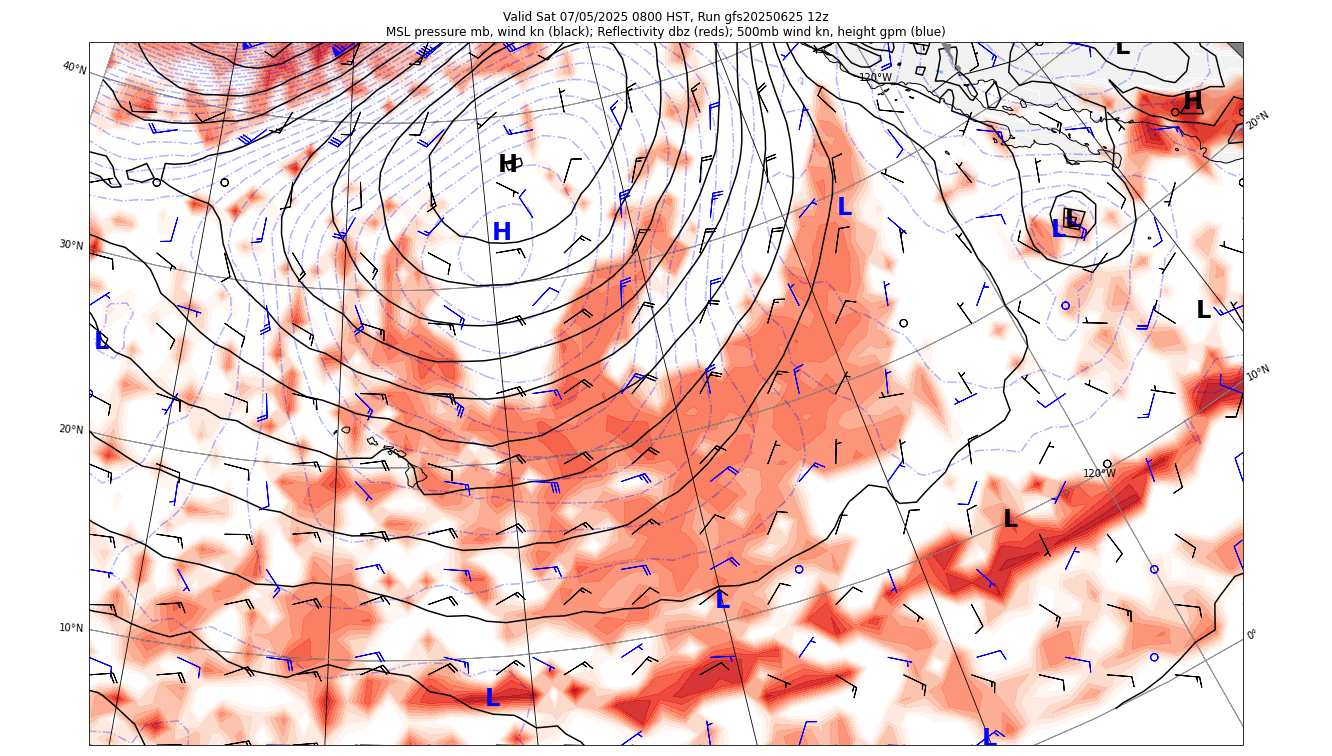 Valid Sat 07/05/2025 0800 HST, Run gfs20250625 12z
MSL pressure mb, wind kn (black); Reflectivity dbz (reds); 500mb wind kn, height gpm (blue)
L
40°N
120°W
H
20°N
H
L
L
L
H
30°N
L
L
10°N
20°N
120°W
L
L
10°N
0°
L
L